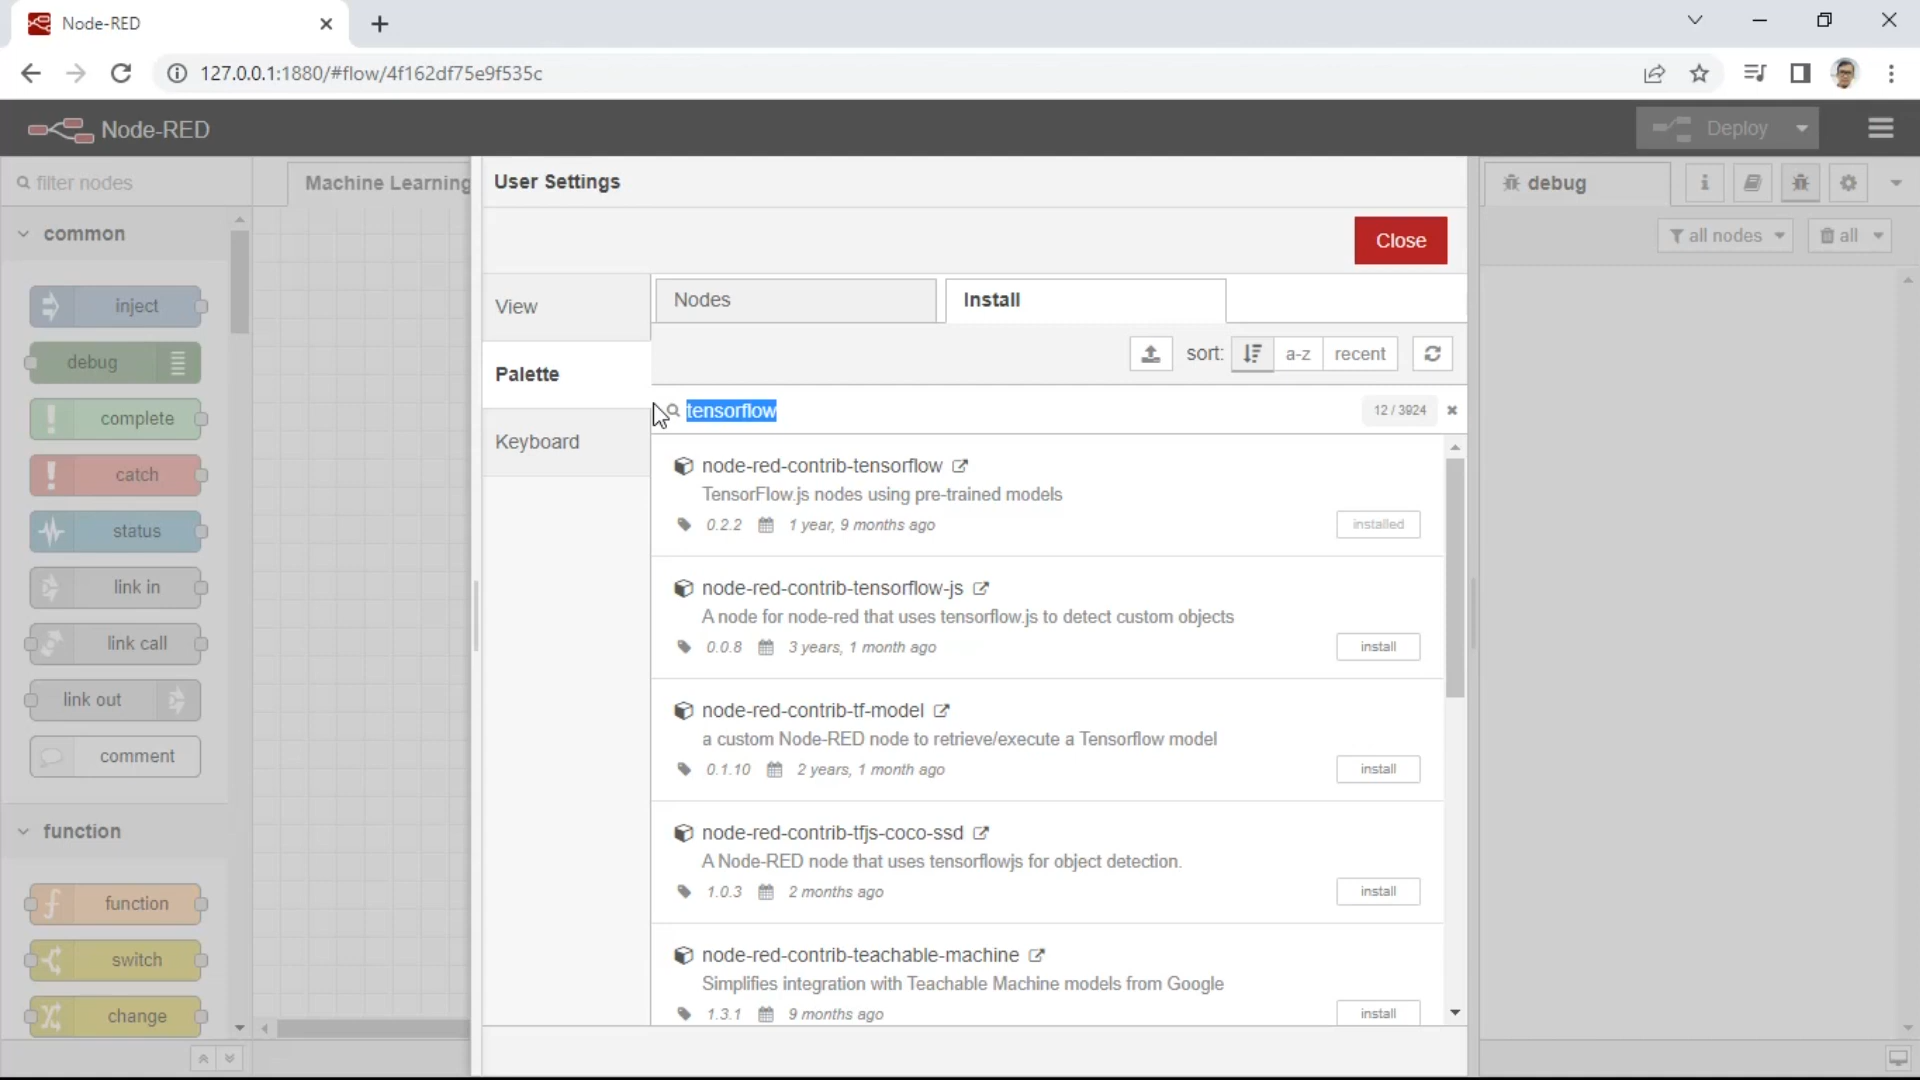 Node-RED
127.0.0.1:1880/#flow/4f162df75e9f535c
Node-RED
Deploy
filter nodes
Machine Learning
User Settings
debug
i
common
Close
all nodes
all
inject
View
Nodes
Install
debug
sort:
a-z
recent
Palette
complete
tensorflow
12 / 3924
Keyboard
catch
node-red-contrib-tensorflow
TensorFlow.js nodes using pre-trained models
0.2.2
1 year, 9 months ago
installed
status
link in
node-red-contrib-tensorflow-js
A node for node-red that uses tensorflow.js to detect custom objects
0.0.8
3 years, 1 month ago
install
link call
link out
node-red-contrib-tf-model
a custom Node-RED node to retrieve/execute a Tensorflow model
0.1.10
2 years, 1 month ago
install
comment
function
node-red-contrib-tfjs-coco-ssd
A Node-RED node that uses tensorflowjs for object detection.
1.0.3
2 months ago
install
function
switch
node-red-contrib-teachable-machine
Simplifies integration with Teachable Machine models from Google
1.3.1
9 months ago
install
change